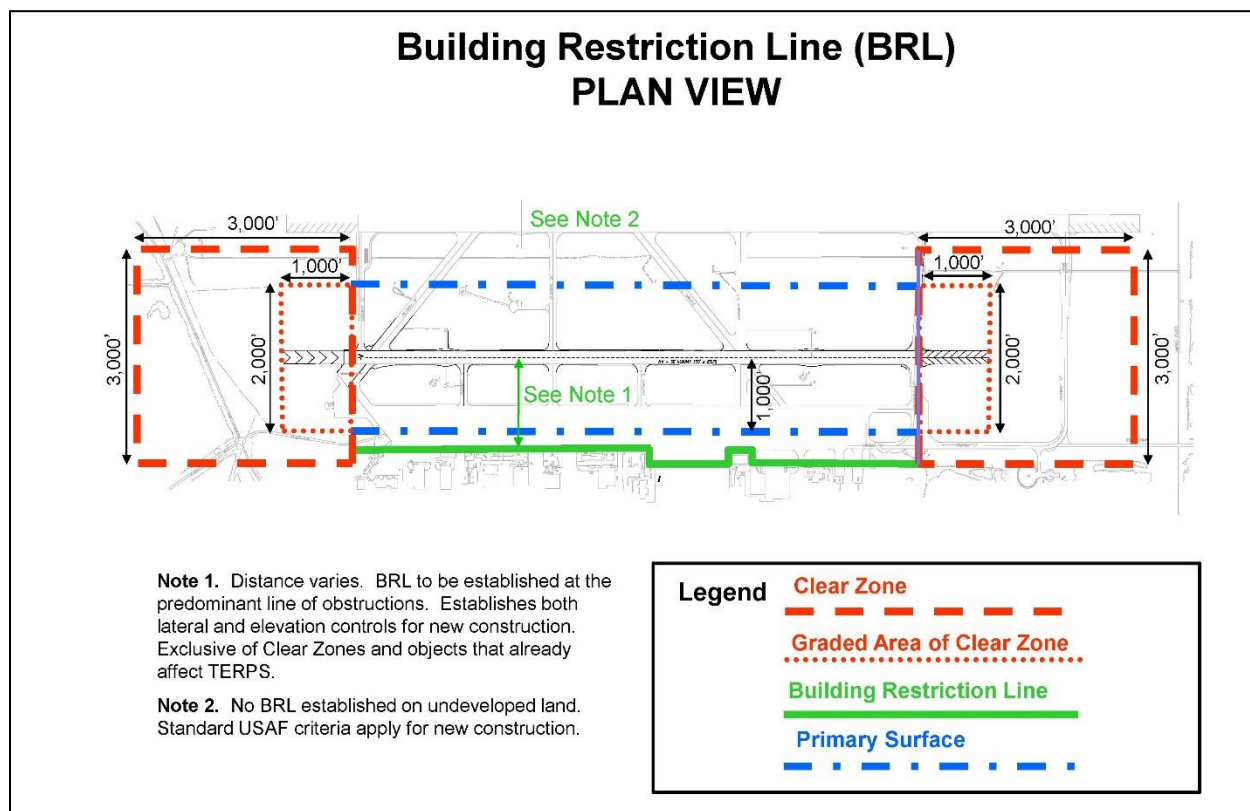 Building Restriction Line (BRL)
PLAN VIEW
See Note 2
3,000’
3,000’
1,000’
1,000’
3,000’
2,000’
See Note 1
1,000’
2,000’
3,000’
Note 1. Distance varies. BRL to be established at the
predominant line of obstructions. Establishes both
lateral and elevation controls for new construction.
Exclusive of Clear Zones and objects that already
affect TERPS.
Note 2. No BRL established on undeveloped land.
Standard USAF criteria apply for new construction.
Legend
Clear Zone
Graded Area of Clear Zone
Building Restriction Line
Primary Surface